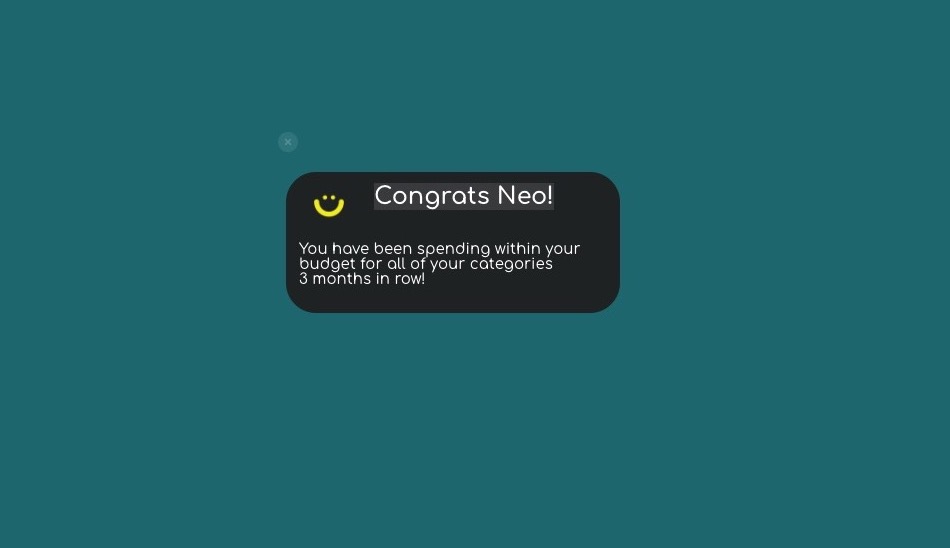 Congrats Neo!
You have been spending within your
budget for all of your categories
3 months in row!